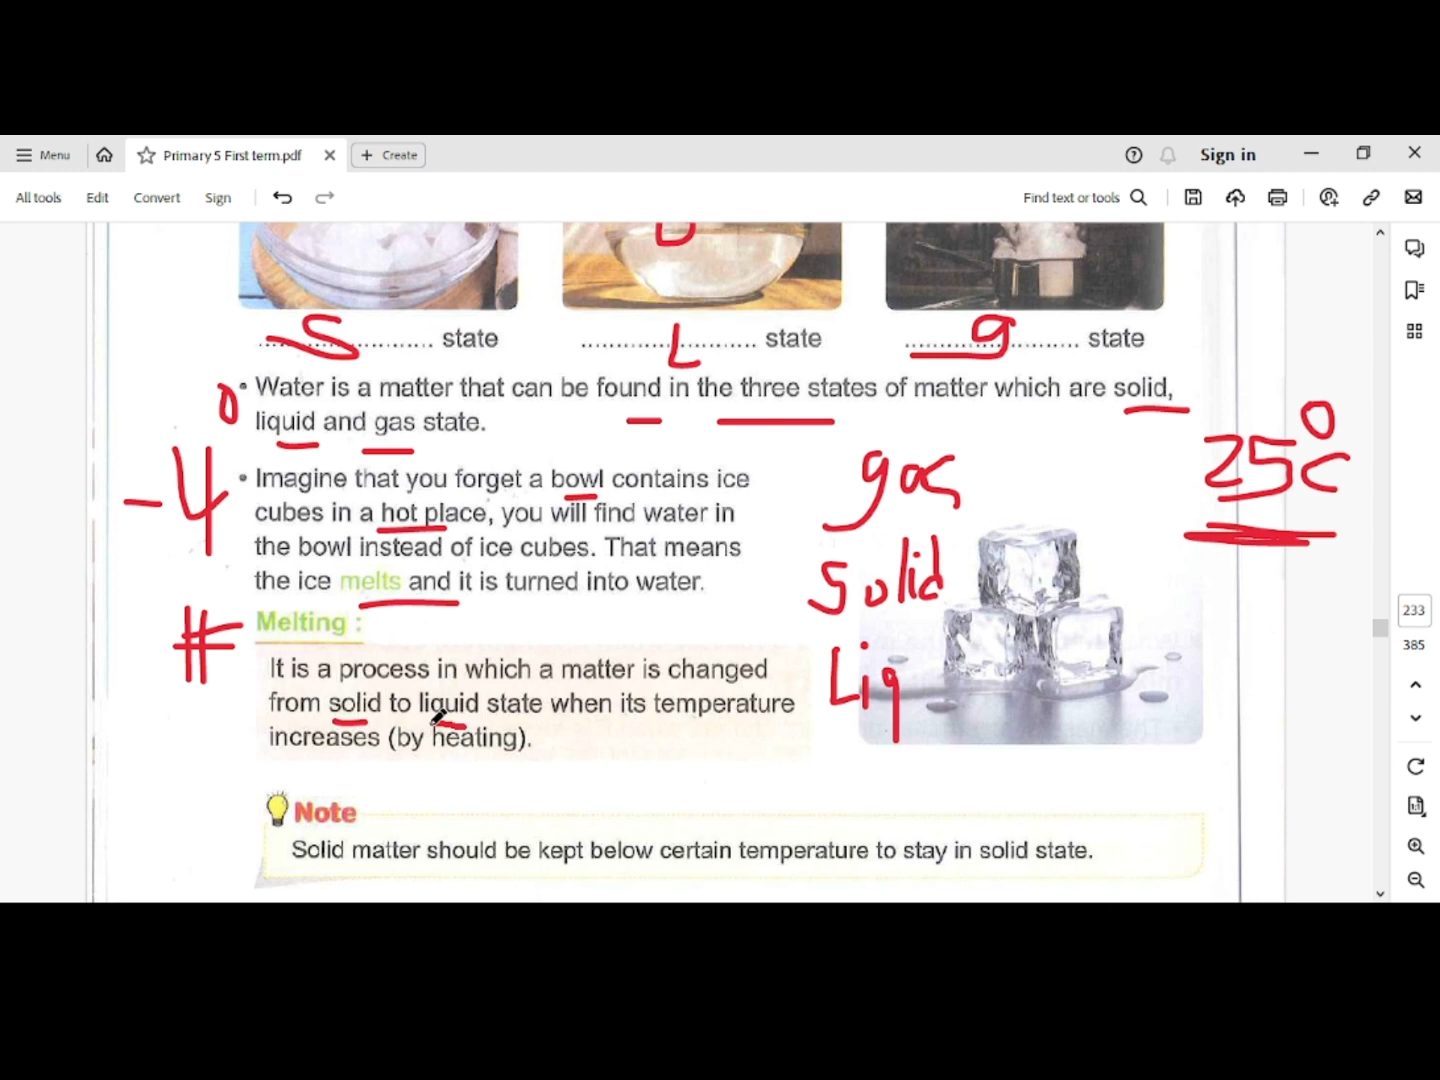 Menu
Primary 5 First term.pdf
Create
Sign in
All tools Edit Convert Sign
Find text or tools
S state
L state
g state
• Water is a matter that can be found in the three states of matter which are solid,
liquid and gas state.
0
-4
25°C
gas
solid
Liq
• Imagine that you forget a bowl contains ice
cubes in a hot place, you will find water in
the bowl instead of ice cubes. That means
the ice melts and it is turned into water.
#
Melting :
It is a process in which a matter is changed
from solid to liquid state when its temperature
increases (by heating).
233
385
Note
Solid matter should be kept below certain temperature to stay in solid state.